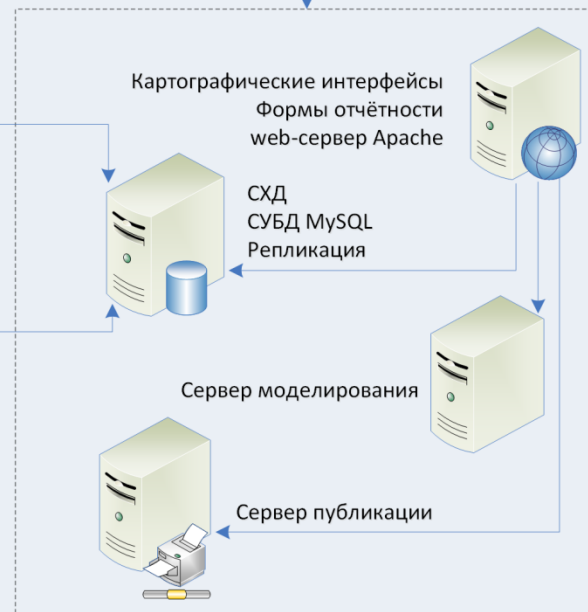 Картографические интерфейсы
Формы отчётности
web-сервер Apache
СХД
СУБД MySQL
Репликация
Сервер моделирования
Сервер публикации